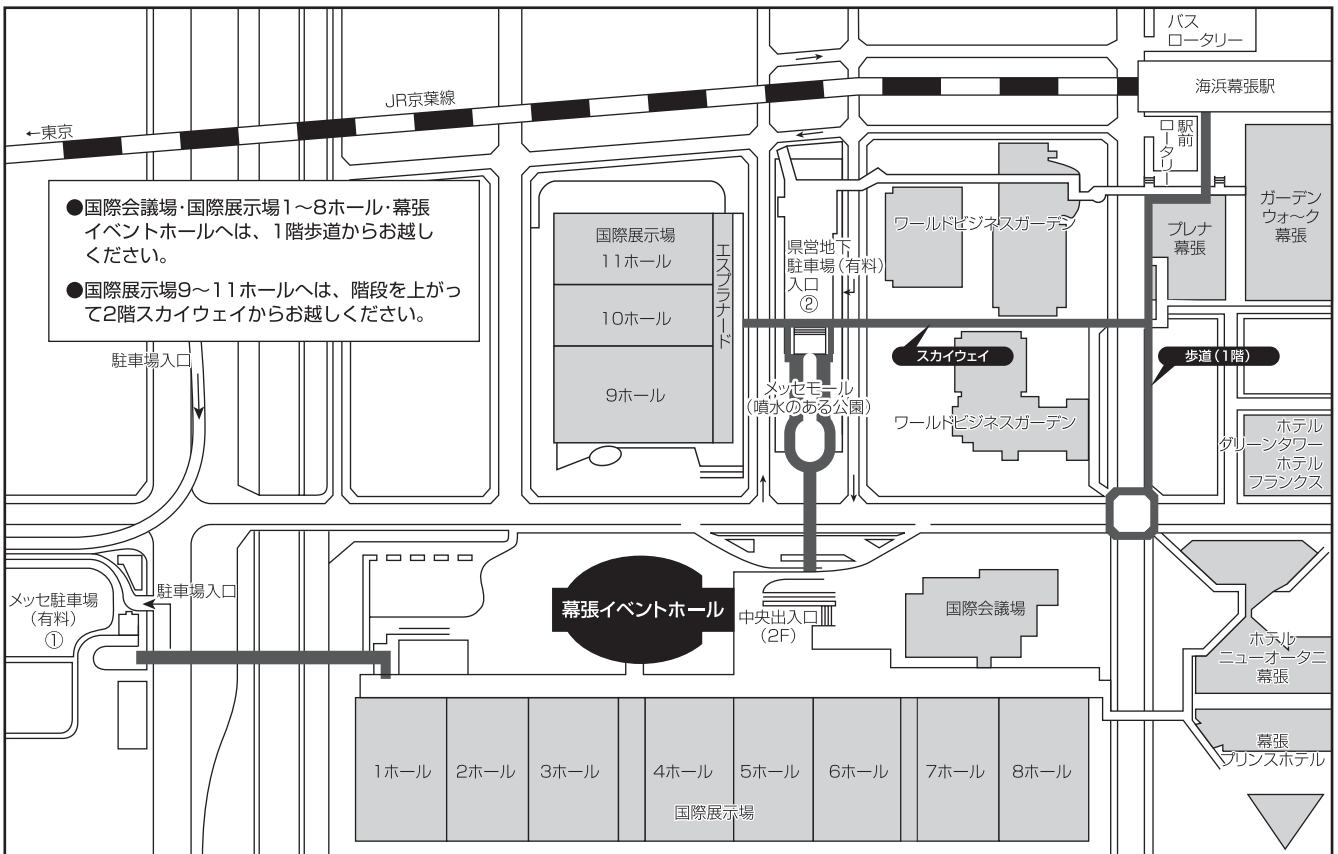 バス
ロータリー
海浜幕張駅
JR京葉線
←東京
駅前
ロータリー
●国際会議場・国際展示場1〜8ホール・幕張
イベントホールへは、1階歩道からお越し
ください。
●国際展示場9〜11ホールへは、階段を上がっ
て2階スカイウェイからお越しください。
国際展示場
11ホール
10ホール
9ホール
エスプラナード
県営地下
駐車場(有料)
入口
②
ワールドビジネスガーデン
プレナ
幕張
ガーデン
ウォ〜ク
幕張
スカイウェイ
歩道(1階)
駐車場入口
メッセモール
(噴水のある公園)
ワールドビジネスガーデン
ホテル
グリーンタワー
ホテル
フランクス
メッセ駐車場
(有料)
①
駐車場入口
幕張イベントホール
中央出入口
(2F)
国際会議場
ホテル
ニューオータニ
幕張
幕張
プリンスホテル
1ホール
2ホール
3ホール
4ホール
5ホール
6ホール
7ホール
8ホール
国際展示場